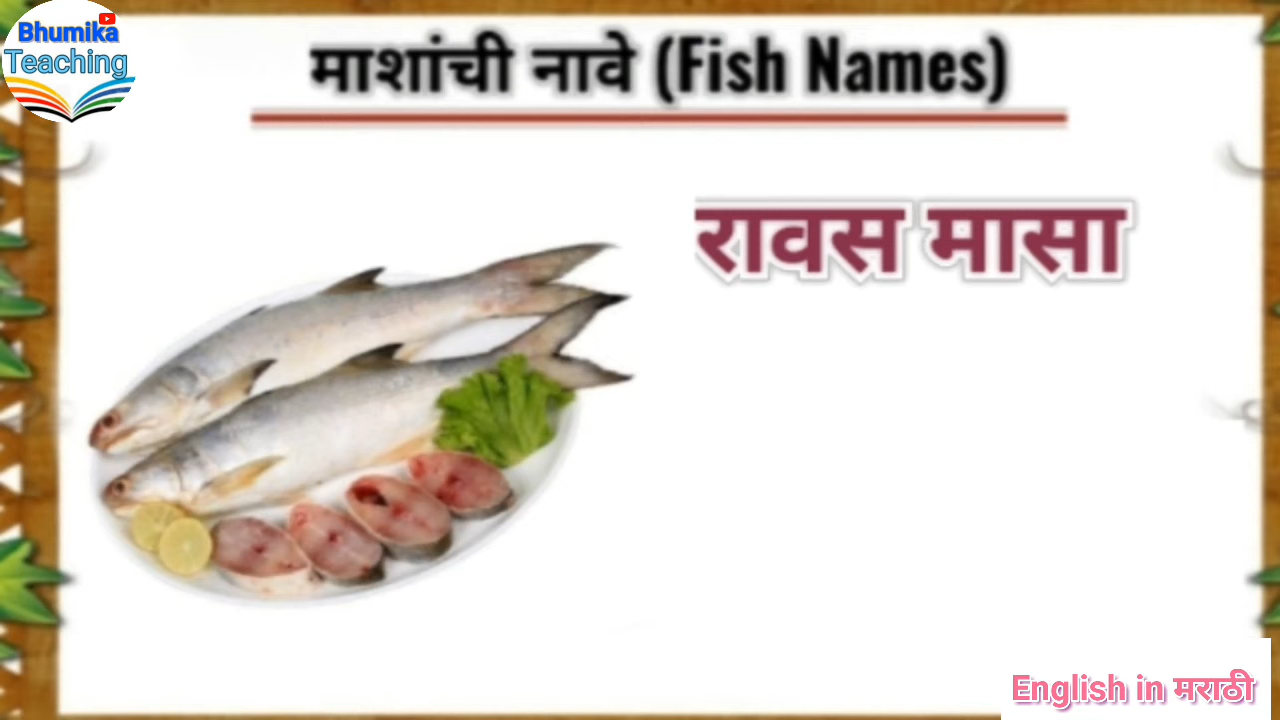 Bhumika
Teaching
माशांची नावे (Fish Names)
रावस मासा
English in मराठी